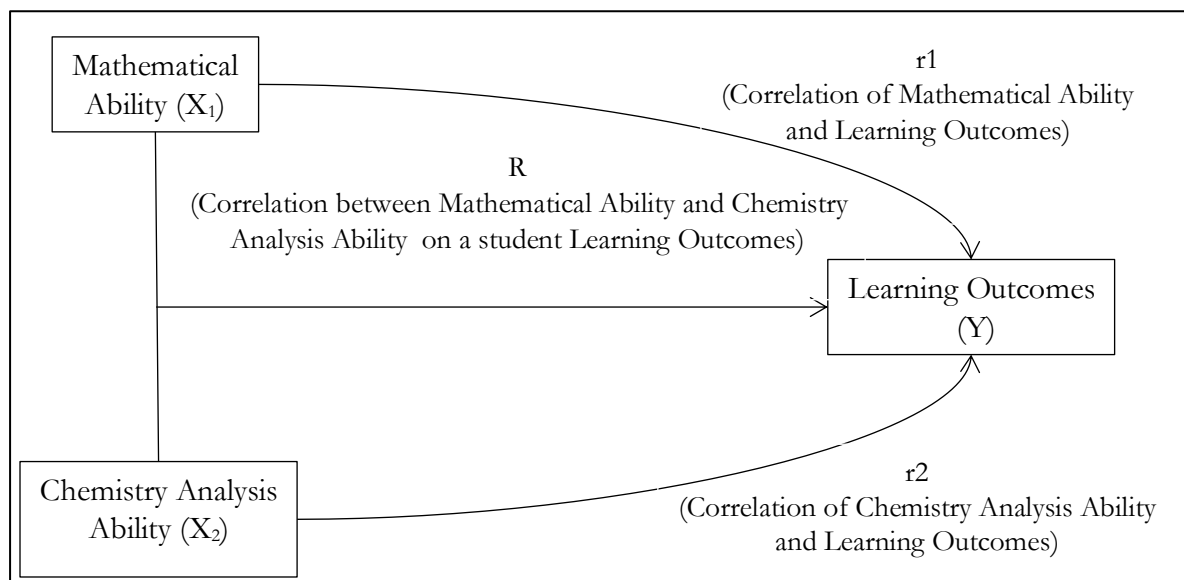 Mathematical
Ability (X₁)
r1
(Correlation of Mathematical Ability
and Learning Outcomes)
R
(Correlation between Mathematical Ability and Chemistry
Analysis Ability on a student Learning Outcomes)
Learning Outcomes
(Y)
Chemistry Analysis
Ability (X₂)
r2
(Correlation of Chemistry Analysis Ability
and Learning Outcomes)